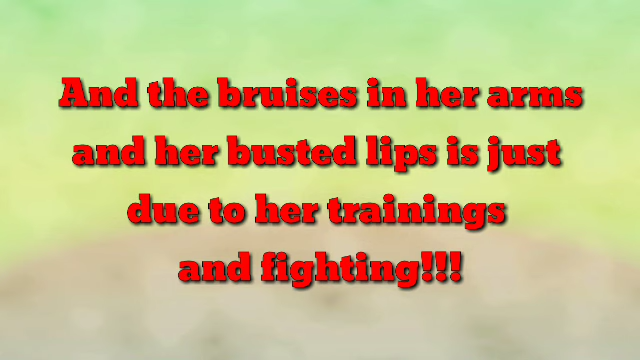 And the bruises in her arms
and her busted lips is just
due to her trainings
and fighting!!!